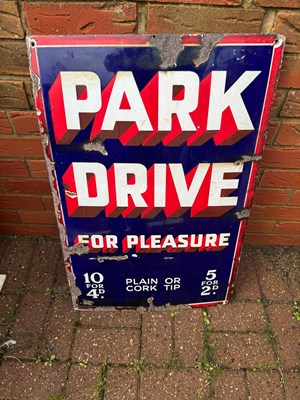 PARK
DRIVE
FOR PLEASURE
10 FOR 4D.
PLAIN OR
CORK TIP
5 FOR 2D.